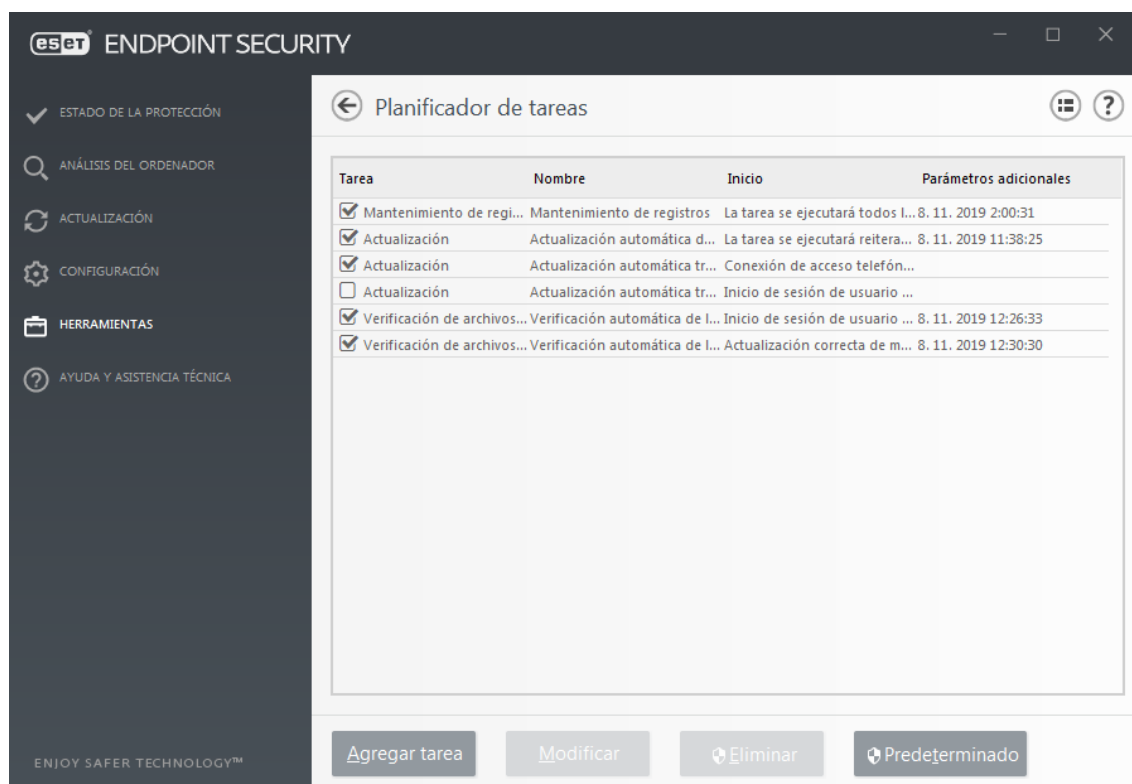 eset ENDPOINT SECURITY
ESTADO DE LA PROTECCIÓN
ANÁLISIS DEL ORDENADOR
ACTUALIZACIÓN
CONFIGURACIÓN
HERRAMIENTAS
AYUDA Y ASISTENCIA TÉCNICA
ENJOY SAFER TECHNOLOGY™
Planificador de tareas
?
Tarea Nombre Inicio Parámetros adicionales
Mantenimiento de regi... Mantenimiento de registros La tarea se ejecutará todos l... 8. 11. 2019 2:00:31
Actualización Actualización automática d... La tarea se ejecutará reitera... 8. 11. 2019 11:38:25
Actualización Actualización automática tr... Conexión de acceso telefón...
Actualización Actualización automática tr... Inicio de sesión de usuario ...
Verificación de archivos... Verificación automática de l... Inicio de sesión de usuario ... 8. 11. 2019 12:26:33
Verificación de archivos... Verificación automática de l... Actualización correcta de m... 8. 11. 2019 12:30:30
Agregar tarea Modificar Eliminar Predeterminado